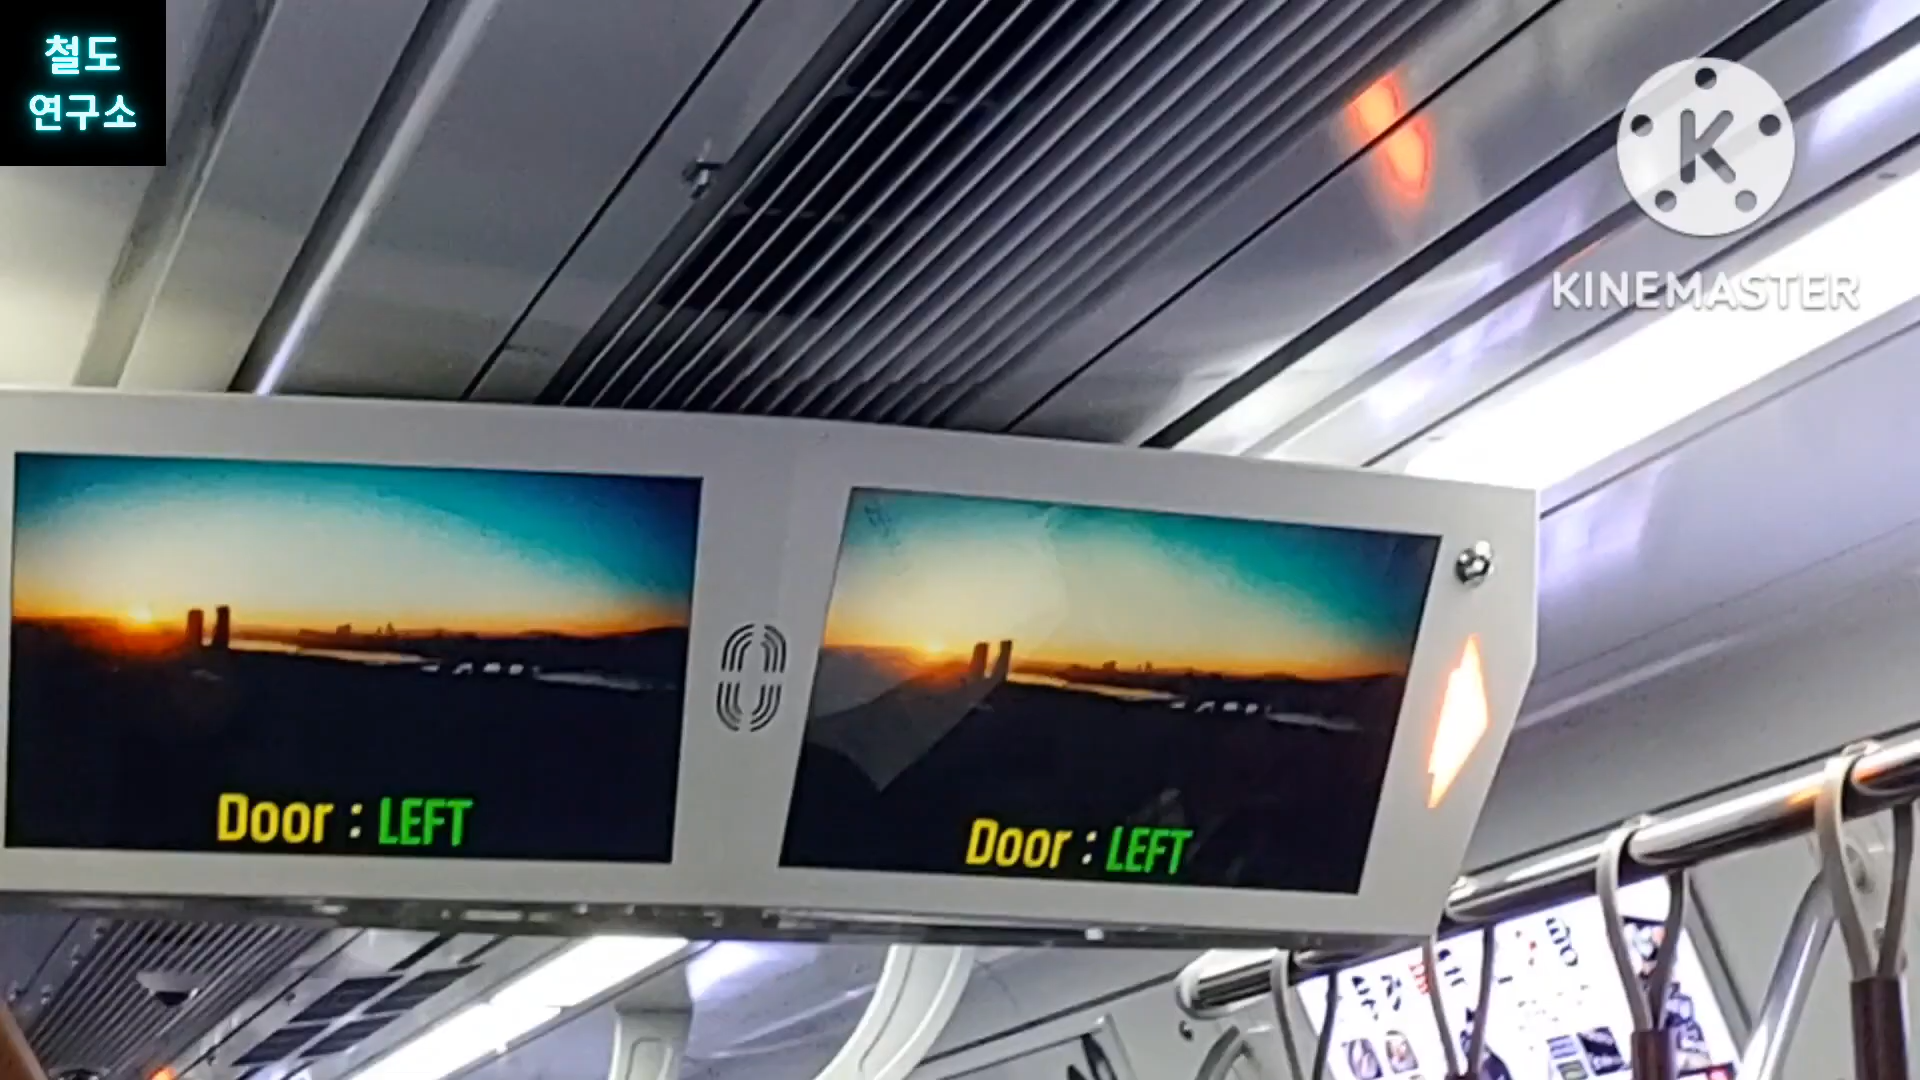 철도
연구소
KINEMASTER
Door : LEFT
Door : LEFT